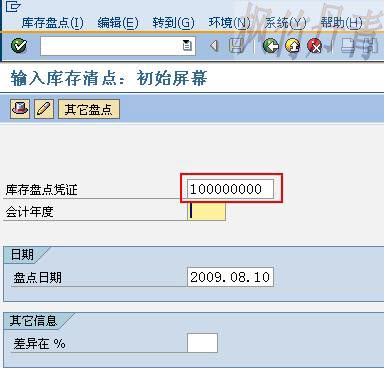 库存盘点(I) 编辑(E) 转到(G) 环境(N) 系统(Y) 帮助(H)
输入库存清点: 初始屏幕
其它盘点
库存盘点凭证 100000000
会计年度
日期
盘点日期 2009.08.10
其它信息
差异在 %